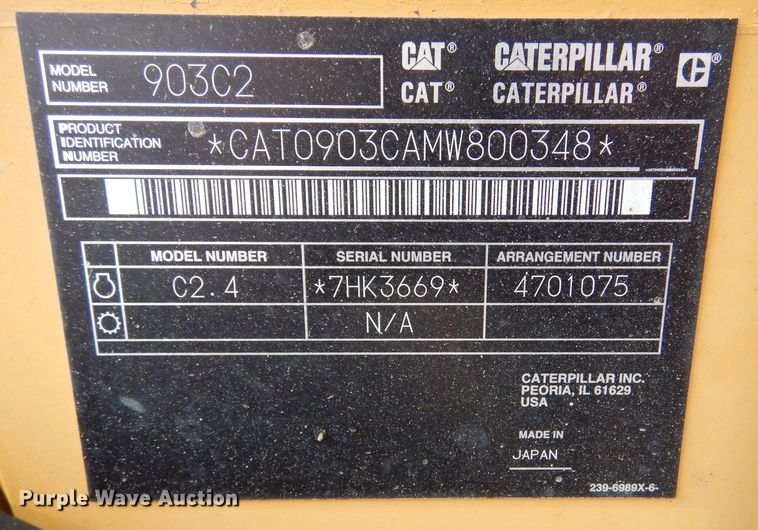 CAT® CATERPILLAR® C®
CAT® CATERPILLAR®
MODEL NUMBER 903C2
PRODUCT IDENTIFICATION NUMBER *CAT0903CAMW800348*
MODEL NUMBER SERIAL NUMBER ARRANGEMENT NUMBER
C2.4 *7HK3669* 4701075
N/A
CATERPILLAR INC.
PEORIA, IL 61629
USA
MADE IN
JAPAN
239-6989X-6-
Purple Wave Auction